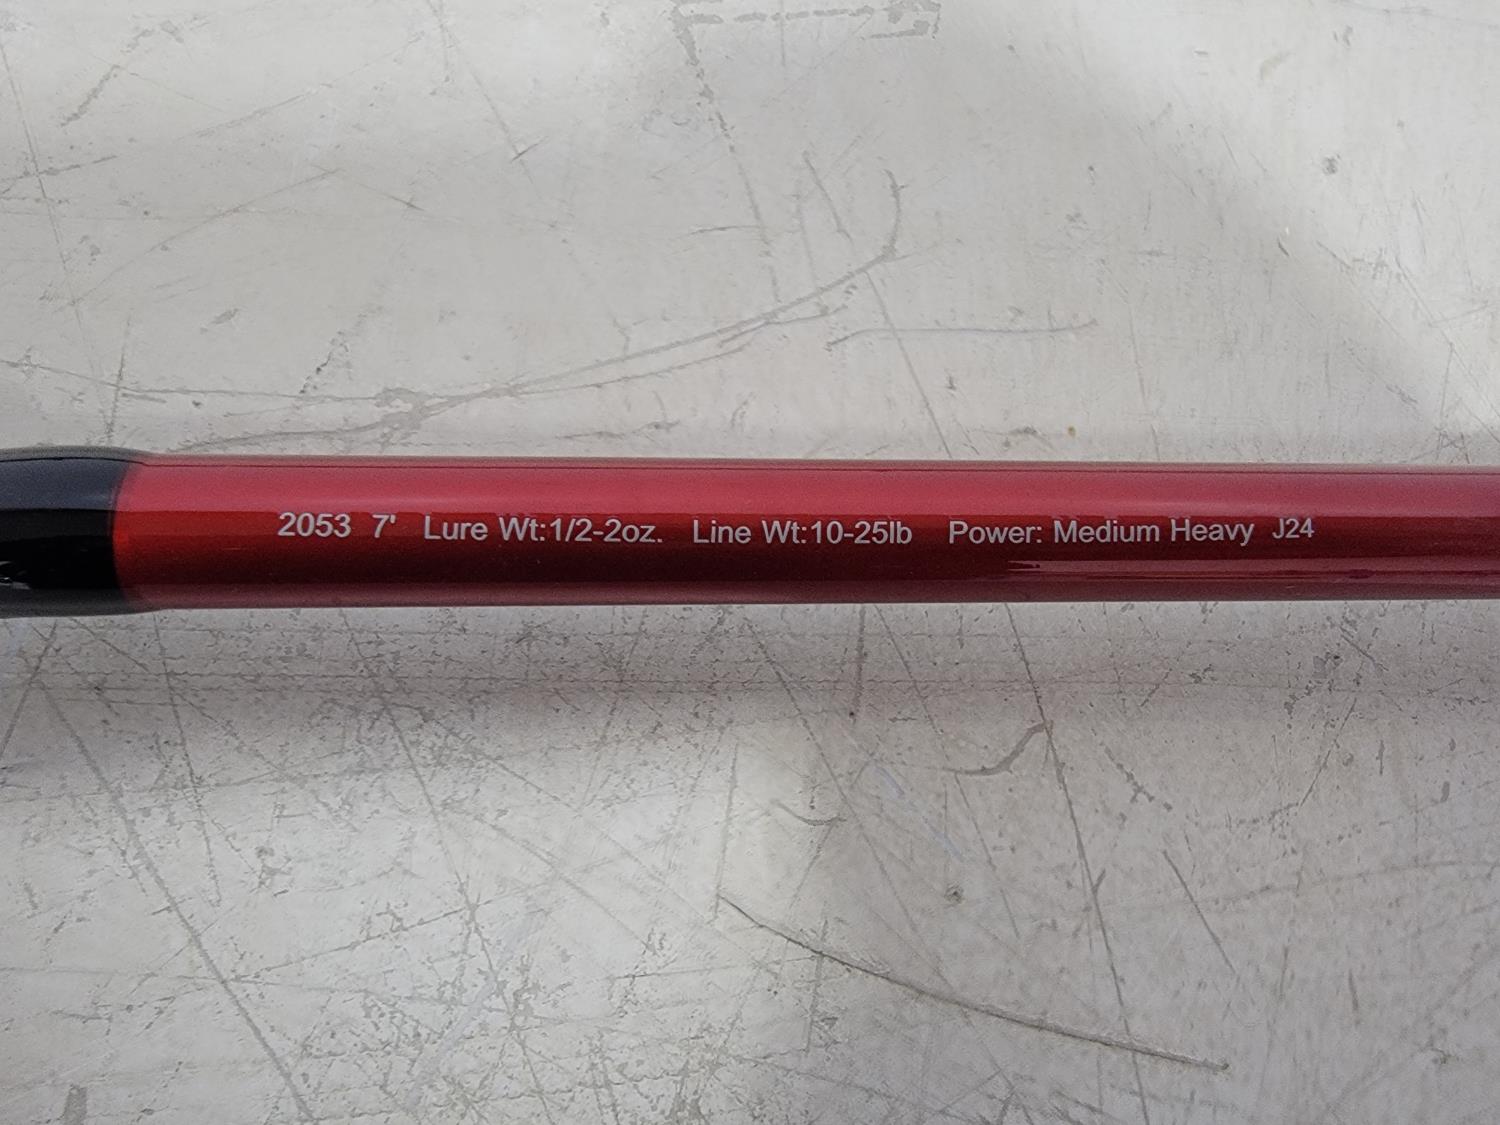 2053 7' Lure Wt:1/2-2oz. Line Wt:10-25lb Power: Medium Heavy J24